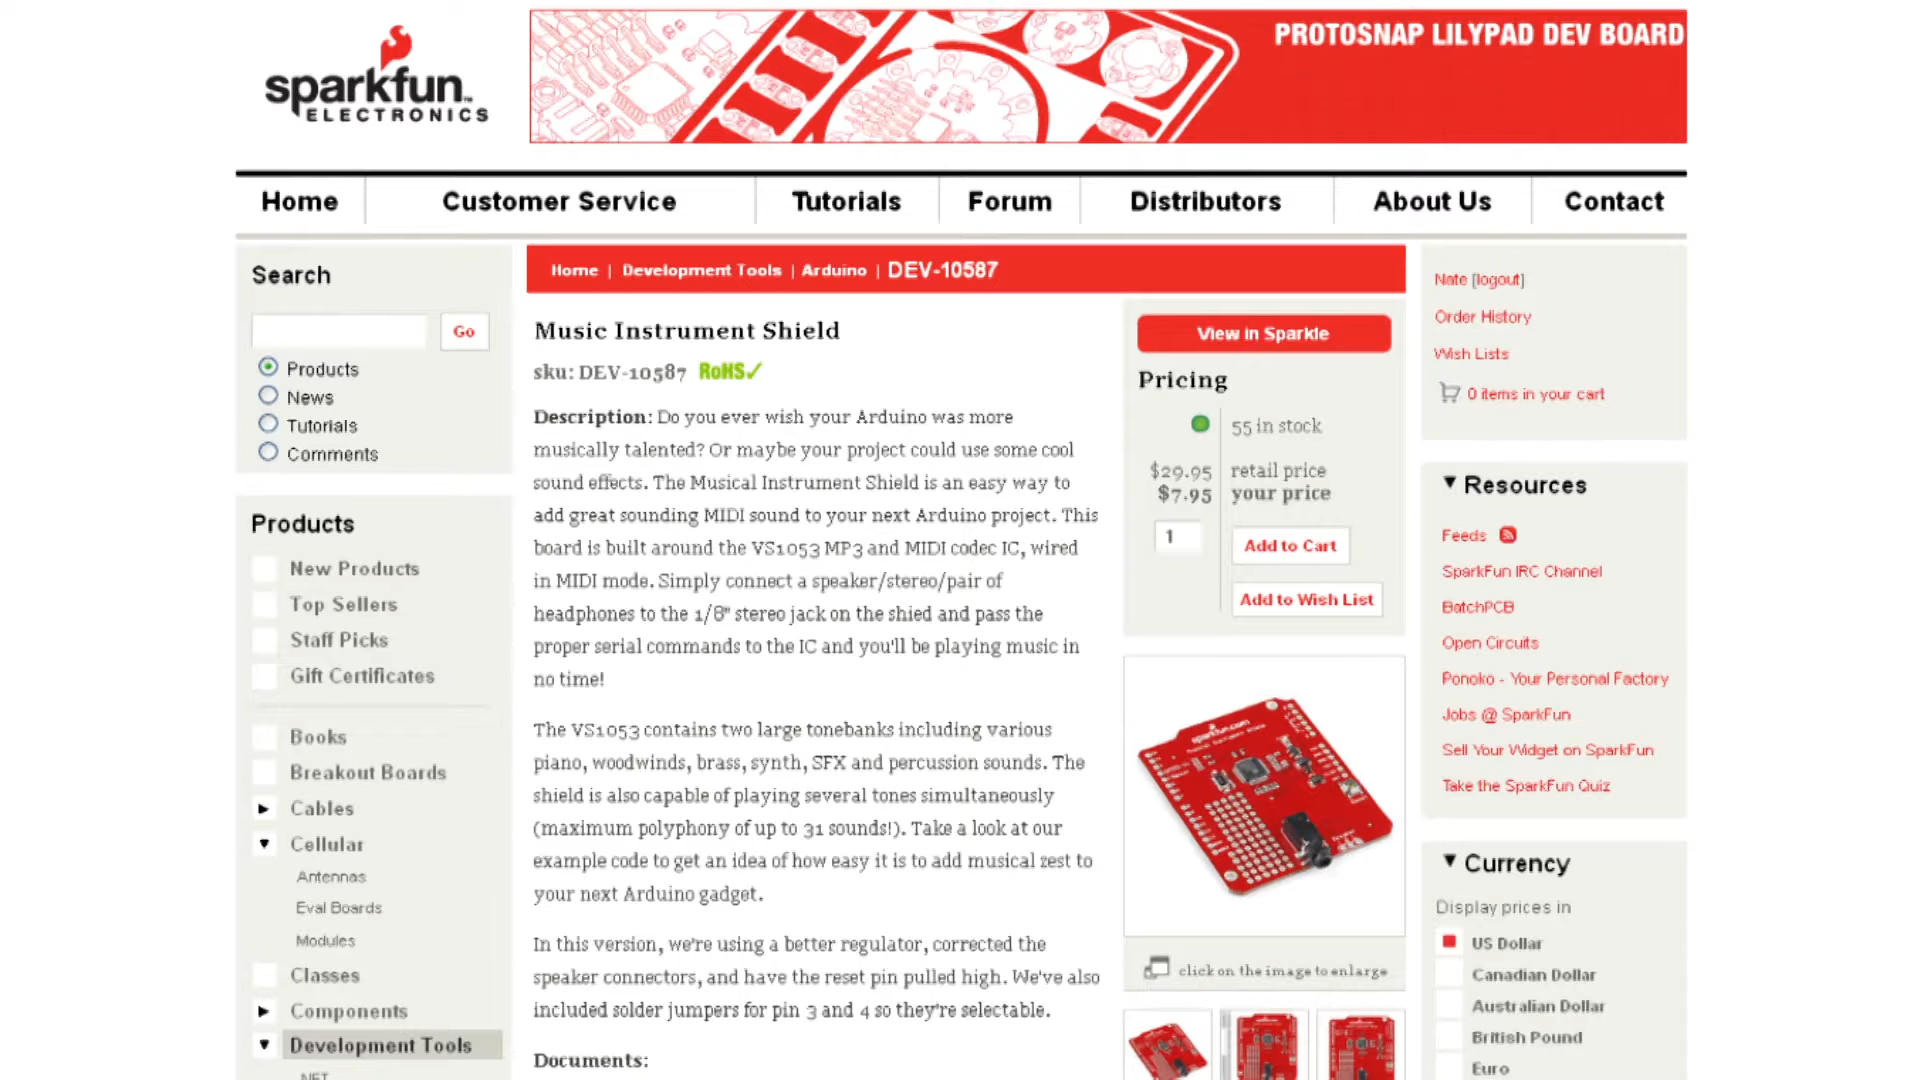 sparkfun™
ELECTRONICS
PROTOSNAP LILYPAD DEV BOARD
Home
Customer Service
Tutorials
Forum
Distributors
About Us
Contact
Search
Go
Products
News
Tutorials
Comments
Products
New Products
Top Sellers
Staff Picks
Gift Certificates
Books
Breakout Boards
Cables
Cellular
Antennas
Eval Boards
Modules
Classes
Components
Development Tools
.NET
Home | Development Tools | Arduino | DEV-10587
Music Instrument Shield
sku: DEV-10587 RoHS✓
Description: Do you ever wish your Arduino was more
musically talented? Or maybe your project could use some cool
sound effects. The Musical Instrument Shield is an easy way to
add great sounding MIDI sound to your next Arduino project. This
board is built around the VS1053 MP3 and MIDI codec IC, wired
in MIDI mode. Simply connect a speaker/stereo/pair of
headphones to the 1/8" stereo jack on the shied and pass the
proper serial commands to the IC and you'll be playing music in
no time!
The VS1053 contains two large tonebanks including various
piano, woodwinds, brass, synth, SFX and percussion sounds. The
shield is also capable of playing several tones simultaneously
(maximum polyphony of up to 31 sounds!). Take a look at our
example code to get an idea of how easy it is to add musical zest to
your next Arduino gadget.
In this version, we're using a better regulator, corrected the
speaker connectors, and have the reset pin pulled high. We've also
included solder jumpers for pin 3 and 4 so they're selectable.
Documents:
View in Sparkle
Pricing
55 in stock
$29.95 retail price
$7.95 your price
1
Add to Cart
Add to Wish List
sparkfun.com
click on the image to enlarge
Nate [logout]
Order History
Wish Lists
0 items in your cart
Resources
Feeds
SparkFun IRC Channel
BatchPCB
Open Circuits
Ponoko - Your Personal Factory
Jobs @ SparkFun
Sell Your Widget on SparkFun
Take the SparkFun Quiz
Currency
Display prices in
US Dollar
Canadian Dollar
Australian Dollar
British Pound
Euro